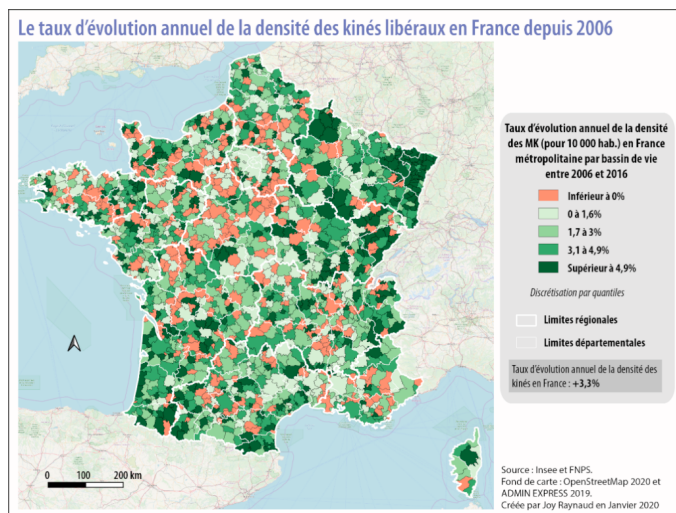 Le taux d'évolution annuel de la densité des kinés libéraux en France depuis 2006
Taux d'évolution annuel de la densité
des MK (pour 10 000 hab.) en France
métropolitaine par bassin de vie
entre 2006 et 2016
Inférieur à 0%
0 à 1,6%
1,7 à 3%
3,1 à 4,9%
Supérieur à 4,9%
Discrétisation par quantiles
Limites régionales
Limites départementales
Taux d'évolution annuel de la densité des
kinés en France : +3,3%
0 100 200 km
Source : Insee et FNPS.
Fond de carte : OpenStreetMap 2020 et
ADMIN EXPRESS 2019.
Créée par Joy Raynaud en Janvier 2020